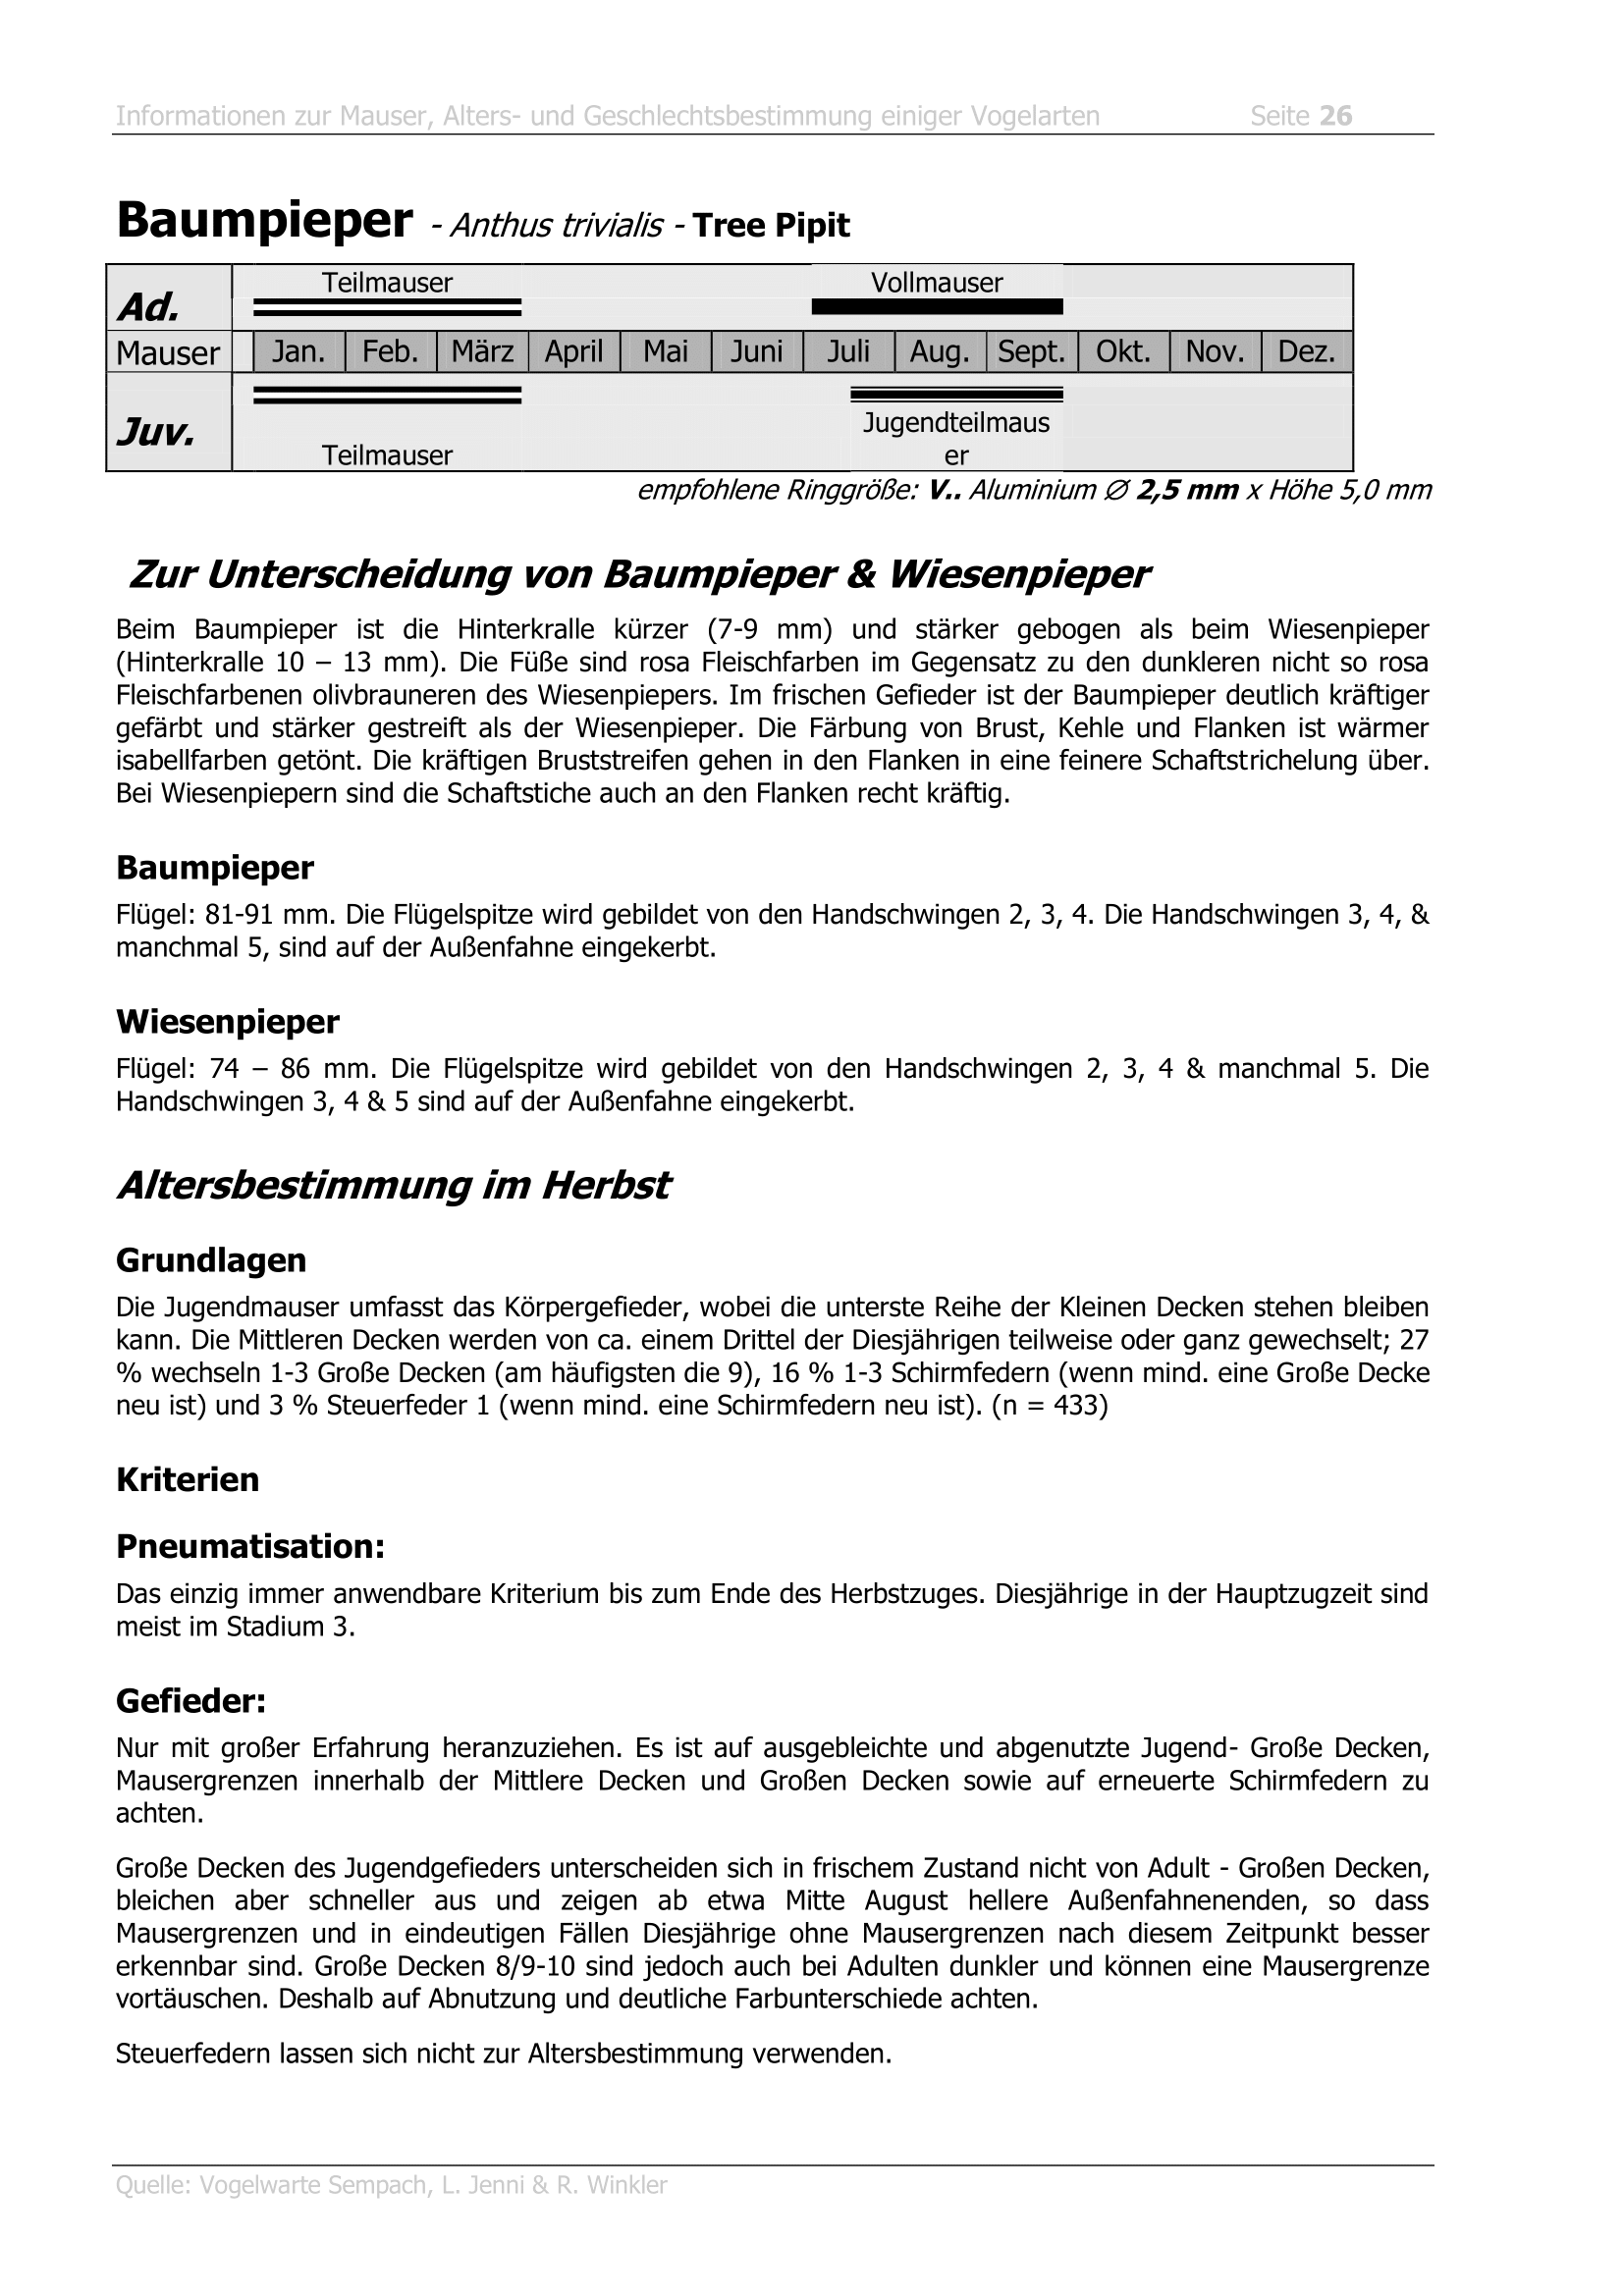 Informationen zur Mauser, Alters- und Geschlechtsbestimmung einiger Vogelarten Seite 26
Baumpieper - Anthus trivialis - Tree Pipit
Teilmauser Vollmauser
Ad.
Mauser Jan. Feb. März April Mai Juni Juli Aug. Sept. Okt. Nov. Dez.
Juv.
Jugendteilmaus
Teilmauser er
empfohlene Ringgröße: V.. Aluminium ∅ 2,5 mm x Höhe 5,0 mm
Zur Unterscheidung von Baumpieper & Wiesenpieper
Beim Baumpieper ist die Hinterkralle kürzer (7-9 mm) und stärker gebogen als beim Wiesenpieper
(Hinterkralle 10 – 13 mm). Die Füße sind rosa Fleischfarben im Gegensatz zu den dunkleren nicht so rosa
Fleischfarbenen olivbrauneren des Wiesenpiepers. Im frischen Gefieder ist der Baumpieper deutlich kräftiger
gefärbt und stärker gestreift als der Wiesenpieper. Die Färbung von Brust, Kehle und Flanken ist wärmer
isabellfarben getönt. Die kräftigen Bruststreifen gehen in den Flanken in eine feinere Schaftstrichelung über.
Bei Wiesenpiepern sind die Schaftstiche auch an den Flanken recht kräftig.
Baumpieper
Flügel: 81-91 mm. Die Flügelspitze wird gebildet von den Handschwingen 2, 3, 4. Die Handschwingen 3, 4, &
manchmal 5, sind auf der Außenfahne eingekerbt.
Wiesenpieper
Flügel: 74 – 86 mm. Die Flügelspitze wird gebildet von den Handschwingen 2, 3, 4 & manchmal 5. Die
Handschwingen 3, 4 & 5 sind auf der Außenfahne eingekerbt.
Altersbestimmung im Herbst
Grundlagen
Die Jugendmauser umfasst das Körpergefieder, wobei die unterste Reihe der Kleinen Decken stehen bleiben
kann. Die Mittleren Decken werden von ca. einem Drittel der Diesjährigen teilweise oder ganz gewechselt; 27
% wechseln 1-3 Große Decken (am häufigsten die 9), 16 % 1-3 Schirmfedern (wenn mind. eine Große Decke
neu ist) und 3 % Steuerfeder 1 (wenn mind. eine Schirmfedern neu ist). (n = 433)
Kriterien
Pneumatisation:
Das einzig immer anwendbare Kriterium bis zum Ende des Herbstzuges. Diesjährige in der Hauptzugzeit sind
meist im Stadium 3.
Gefieder:
Nur mit großer Erfahrung heranzuziehen. Es ist auf ausgebleichte und abgenutzte Jugend- Große Decken,
Mausergrenzen innerhalb der Mittlere Decken und Großen Decken sowie auf erneuerte Schirmfedern zu
achten.
Große Decken des Jugendgefieders unterscheiden sich in frischem Zustand nicht von Adult - Großen Decken,
bleichen aber schneller aus und zeigen ab etwa Mitte August hellere Außenfahnenenden, so dass
Mausergrenzen und in eindeutigen Fällen Diesjährige ohne Mausergrenzen nach diesem Zeitpunkt besser
erkennbar sind. Große Decken 8/9-10 sind jedoch auch bei Adulten dunkler und können eine Mausergrenze
vortäuschen. Deshalb auf Abnutzung und deutliche Farbunterschiede achten.
Steuerfedern lassen sich nicht zur Altersbestimmung verwenden.
Quelle: Vogelwarte Sempach, L. Jenni & R. Winkler